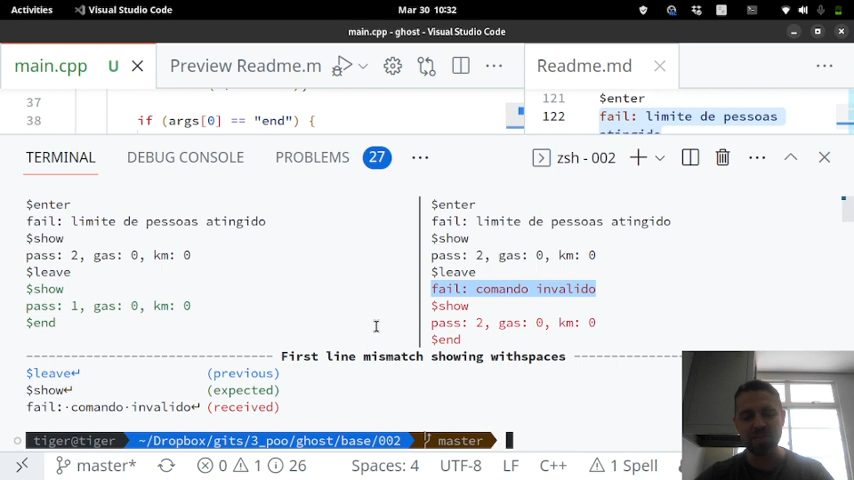 Activities Visual Studio Code Mar 30 10:32
main.cpp - ghost - Visual Studio Code
main.cpp U Preview Readme.m Readme.md
37
38 if (args[0] == "end") {
121 $enter
122 fail: limite de pessoas
atingido
TERMINAL DEBUG CONSOLE PROBLEMS 27 zsh - 002
$enter
fail: limite de pessoas atingido
$show
pass: 2, gas: 0, km: 0
$leave
$show
pass: 1, gas: 0, km: 0
$end
$enter
fail: limite de pessoas atingido
$show
pass: 2, gas: 0, km: 0
$leave
fail: comando invalido
$show
pass: 2, gas: 0, km: 0
$end
First line mismatch showing withspaces
$leave↵ (previous)
$show↵ (expected)
fail:·comando·invalido↵ (received)
tiger@tiger ~/Dropbox/gits/3_poo/ghost/base/002 master
master* 0 1 26 Spaces: 4 UTF-8 LF C++ 1 Spell